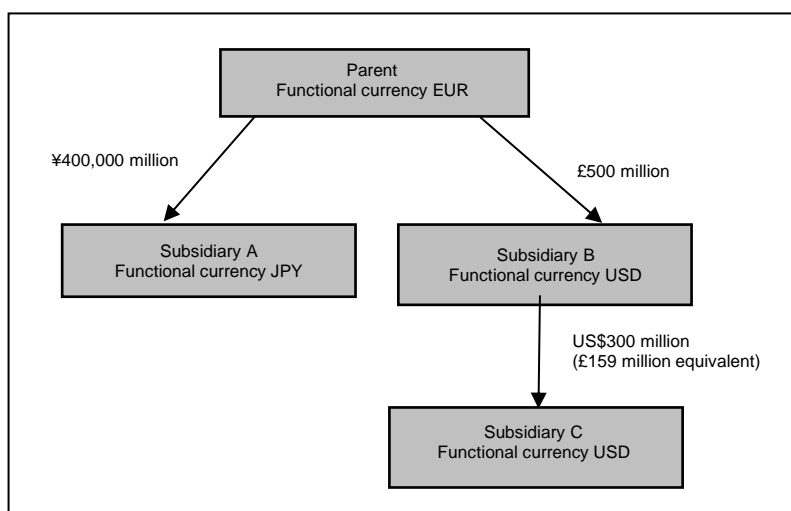 Parent
Functional currency EUR
¥400,000 million
£500 million
Subsidiary A
Functional currency JPY
Subsidiary B
Functional currency USD
US$300 million
(£159 million equivalent)
Subsidiary C
Functional currency USD